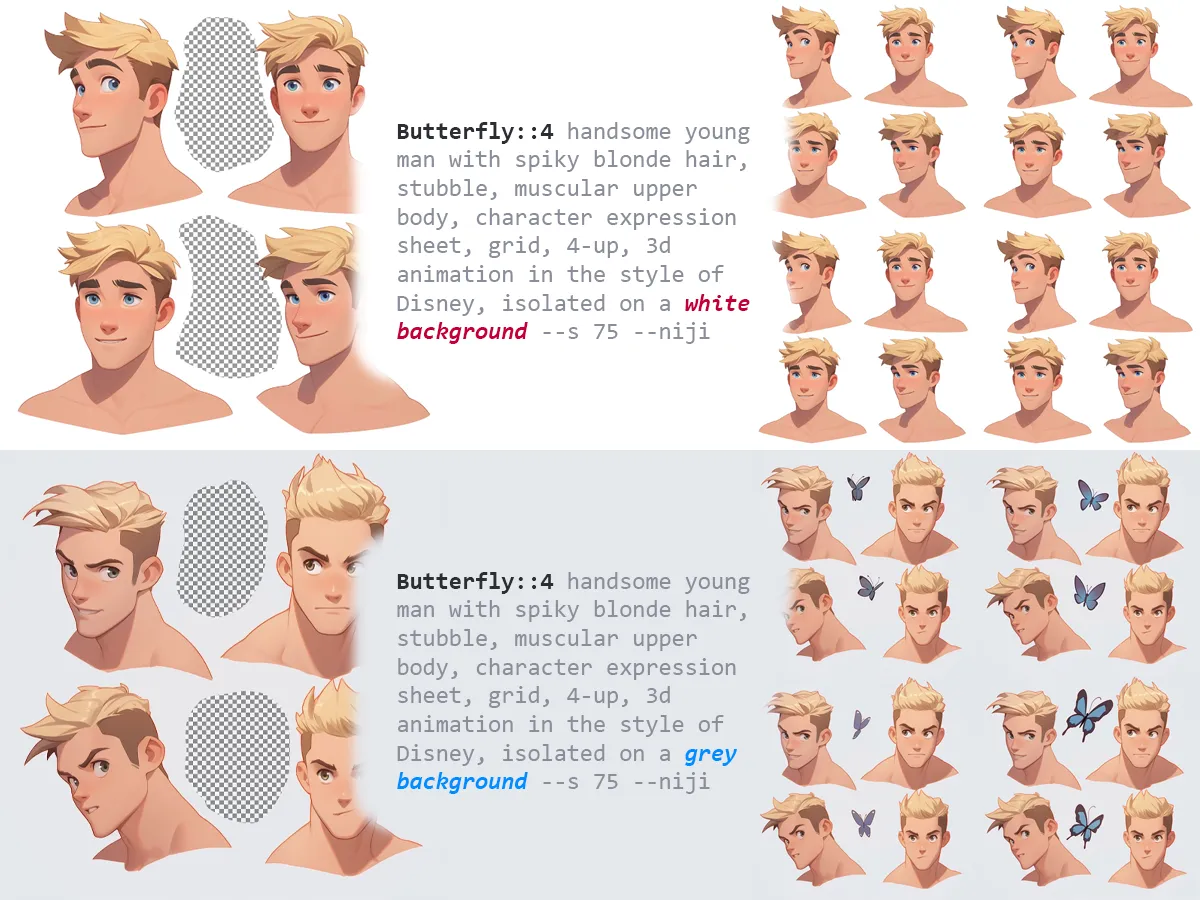 Butterfly::4 handsome young
man with spiky blonde hair,
stubble, muscular upper
body, character expression
sheet, grid, 4-up, 3d
animation in the style of
Disney, isolated on a white
background --s 75 --niji
Butterfly::4 handsome young
man with spiky blonde hair,
stubble, muscular upper
body, character expression
sheet, grid, 4-up, 3d
animation in the style of
Disney, isolated on a grey
background --s 75 --niji